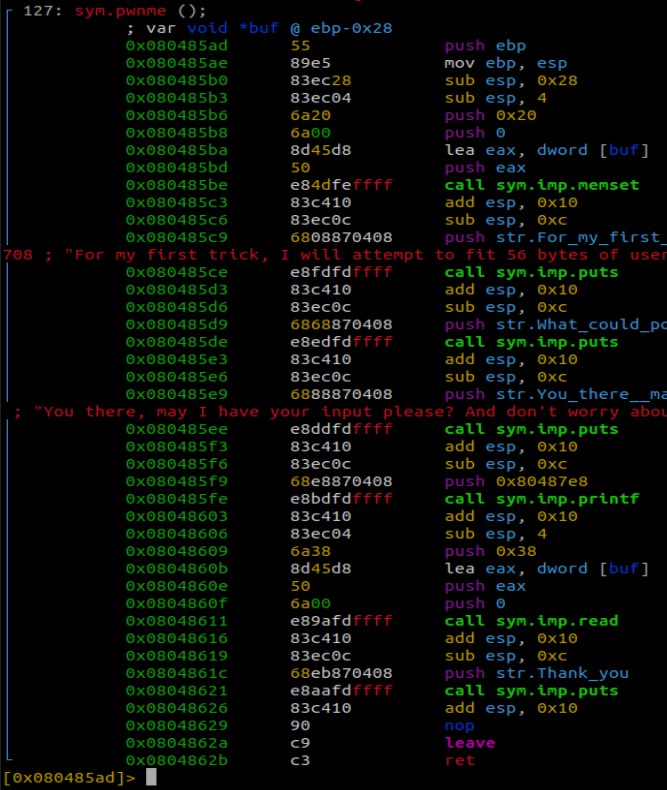 127: sym.pwnme ();
; var void *buf @ ebp-0x28
0x080485ad 55 push ebp
0x080485ae 89e5 mov ebp, esp
0x080485b0 83ec28 sub esp, 0x28
0x080485b3 83ec04 sub esp, 4
0x080485b6 6a20 push 0x20
0x080485b8 6a00 push 0
0x080485ba 8d45d8 lea eax, dword [buf]
0x080485bd 50 push eax
0x080485be e84dfeffff call sym.imp.memset
0x080485c3 83c410 add esp, 0x10
0x080485c6 83ec0c sub esp, 0xc
0x080485c9 6808870408 push str.For_my_first_
708 ; "For my first trick, I will attempt to fit 56 bytes of user
0x080485ce e8fdfdffff call sym.imp.puts
0x080485d3 83c410 add esp, 0x10
0x080485d6 83ec0c sub esp, 0xc
0x080485d9 6868870408 push str.What_could_po
0x080485de e8edfdffff call sym.imp.puts
0x080485e3 83c410 add esp, 0x10
0x080485e6 83ec0c sub esp, 0xc
0x080485e9 6888870408 push str.You_there__ma
; "You there, may I have your input please? And don't worry abou
0x080485ee e8ddfdffff call sym.imp.puts
0x080485f3 83c410 add esp, 0x10
0x080485f6 83ec0c sub esp, 0xc
0x080485f9 68e8870408 push 0x80487e8
0x080485fe e8bdfdffff call sym.imp.printf
0x08048603 83c410 add esp, 0x10
0x08048606 83ec04 sub esp, 4
0x08048609 6a38 push 0x38
0x0804860b 8d45d8 lea eax, dword [buf]
0x0804860e 50 push eax
0x0804860f 6a00 push 0
0x08048611 e89afdffff call sym.imp.read
0x08048616 83c410 add esp, 0x10
0x08048619 83ec0c sub esp, 0xc
0x0804861c 68eb870408 push str.Thank_you
0x08048621 e8aafdffff call sym.imp.puts
0x08048626 83c410 add esp, 0x10
0x08048629 90 nop
0x0804862a c9 leave
0x0804862b c3 ret
[0x080485ad]>